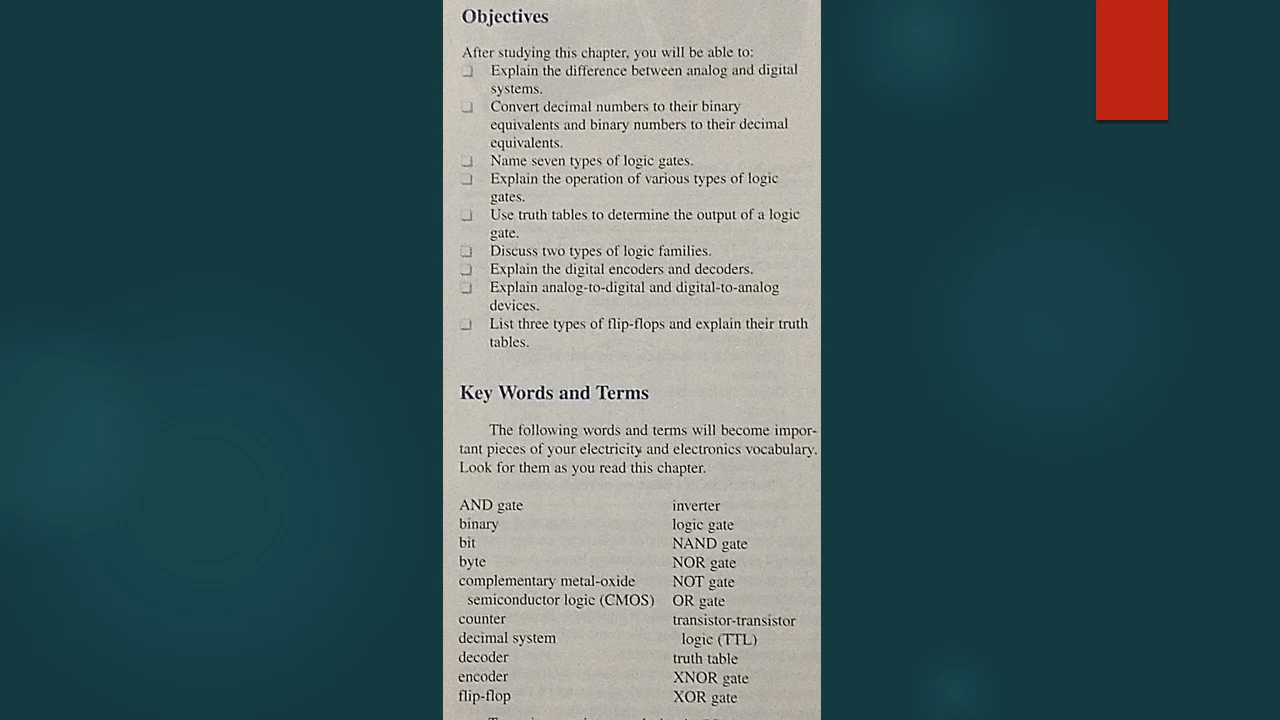 Objectives
After studying this chapter, you will be able to:
Explain the difference between analog and digital
systems.
Convert decimal numbers to their binary
equivalents and binary numbers to their decimal
equivalents.
Name seven types of logic gates.
Explain the operation of various types of logic
gates.
Use truth tables to determine the output of a logic
gate.
Discuss two types of logic families.
Explain the digital encoders and decoders.
Explain analog-to-digital and digital-to-analog
devices.
List three types of flip-flops and explain their truth
tables.
Key Words and Terms
The following words and terms will become impor-
tant pieces of your electricity and electronics vocabulary.
Look for them as you read this chapter.
AND gate
binary
bit
byte
complementary metal-oxide
semiconductor logic (CMOS)
counter
decimal system
decoder
encoder
flip-flop
inverter
logic gate
NAND gate
NOR gate
NOT gate
OR gate
transistor-transistor
logic (TTL)
truth table
XNOR gate
XOR gate